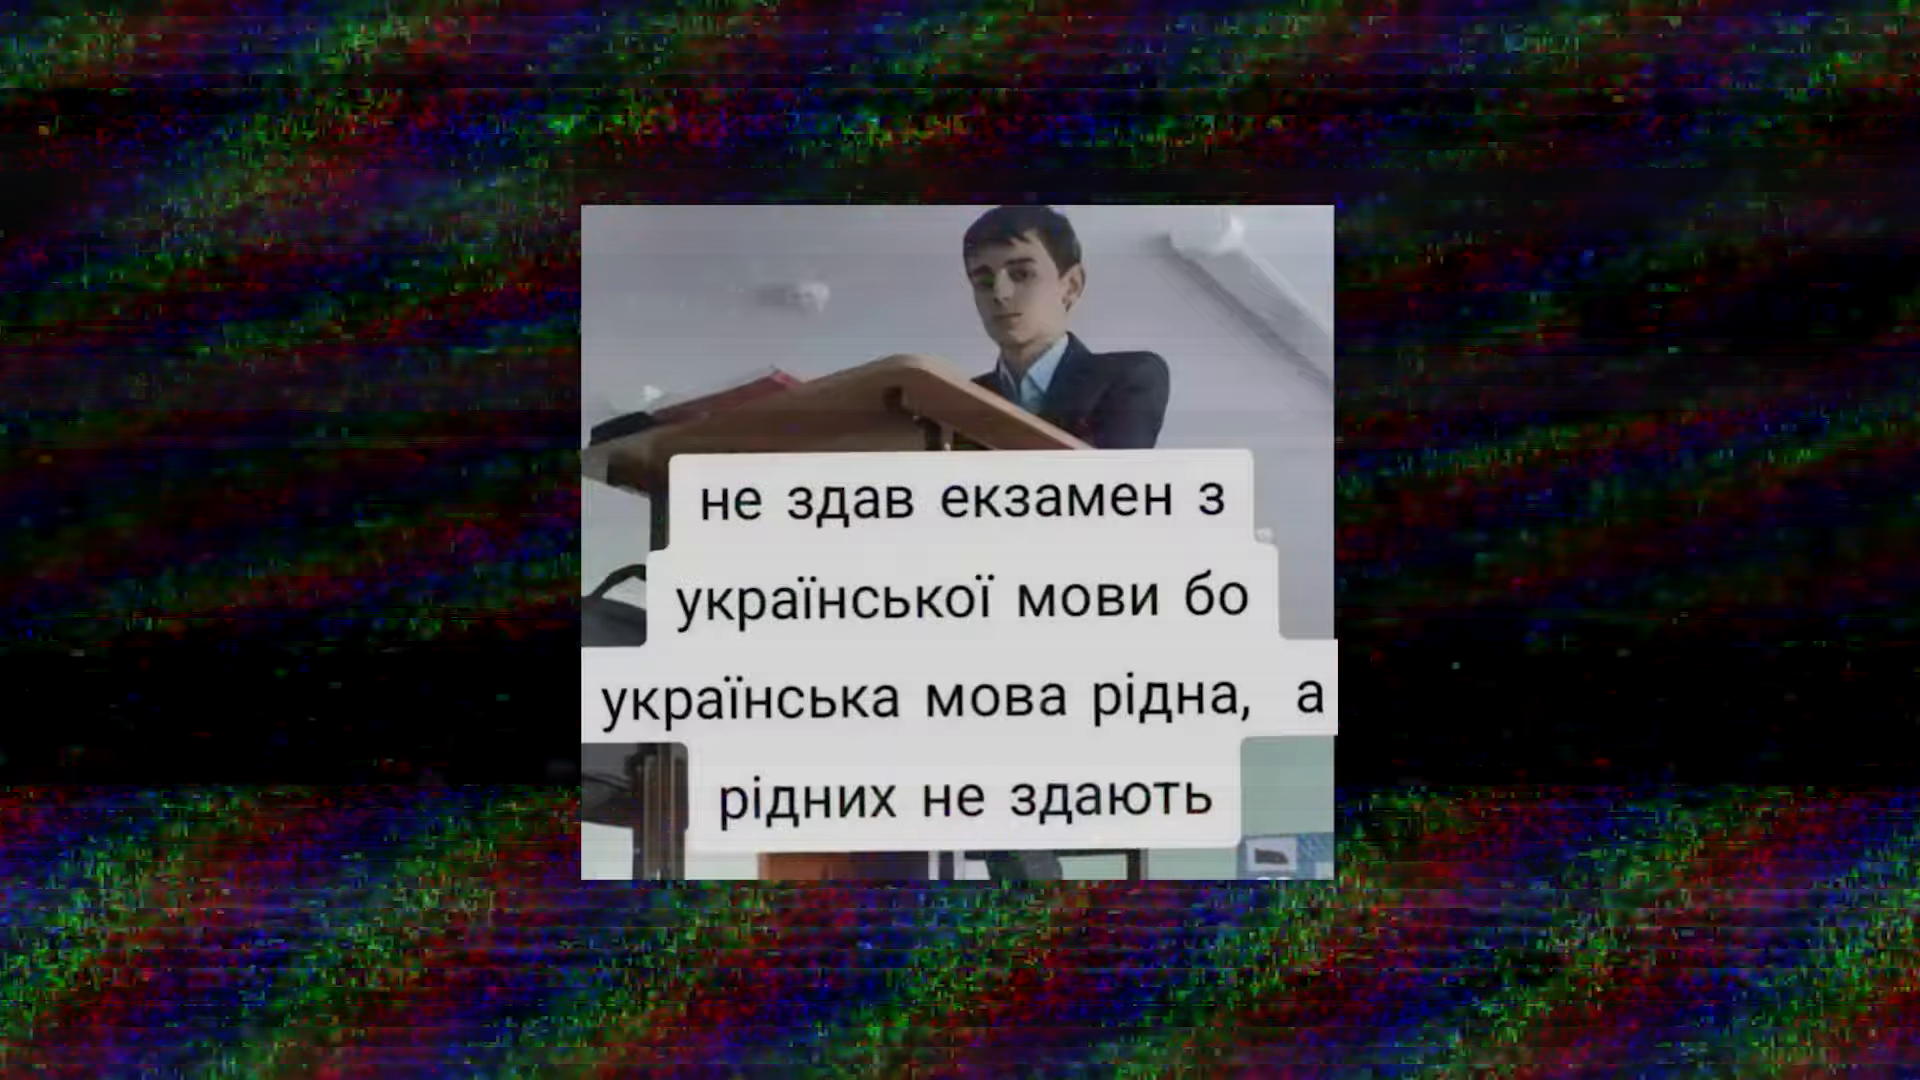 не здав екзамен з
української мови бо
українська мова рідна, а
рідних не здають